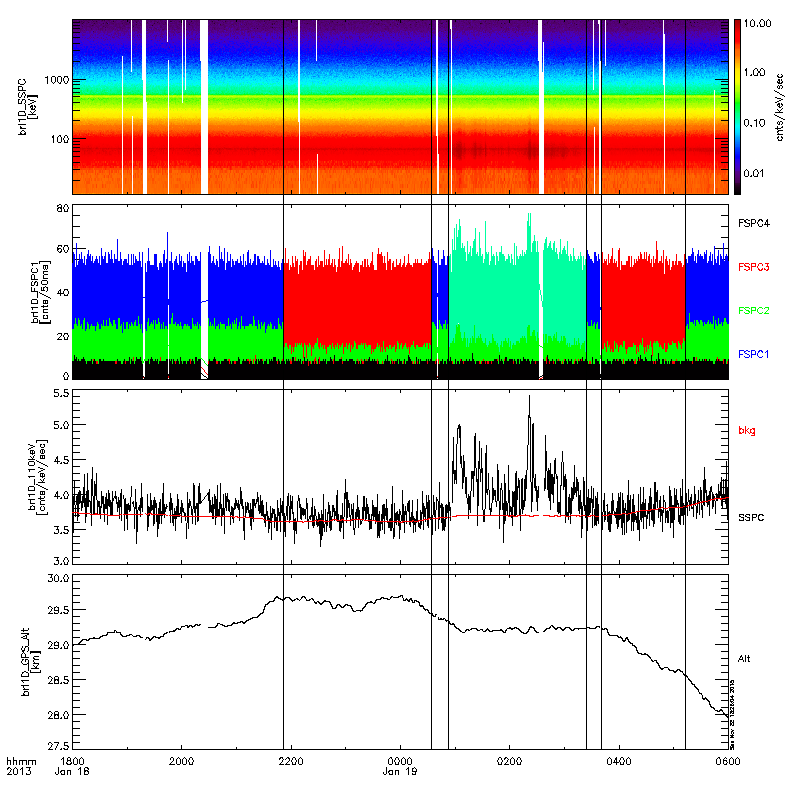 brl1D_SSPC
[keV]
1000
100
10.00
1.00
0.10
0.01
cnts/keV/sec
brl1D_FSPC1
[cnts/50ms]
80
60
40
20
0
FSPC4
FSPC3
FSPC2
FSPC1
brl1D_110keV
[cnts/keV/sec]
5.5
5.0
4.5
4.0
3.5
3.0
bkg
SSPC
brl1D_GPS_Alt
[km]
30.0
29.5
29.0
28.5
28.0
27.5
Alt
hhmm 1800 2000 2200 0000 0200 0400 0600
2013 Jan 18 Jan 19